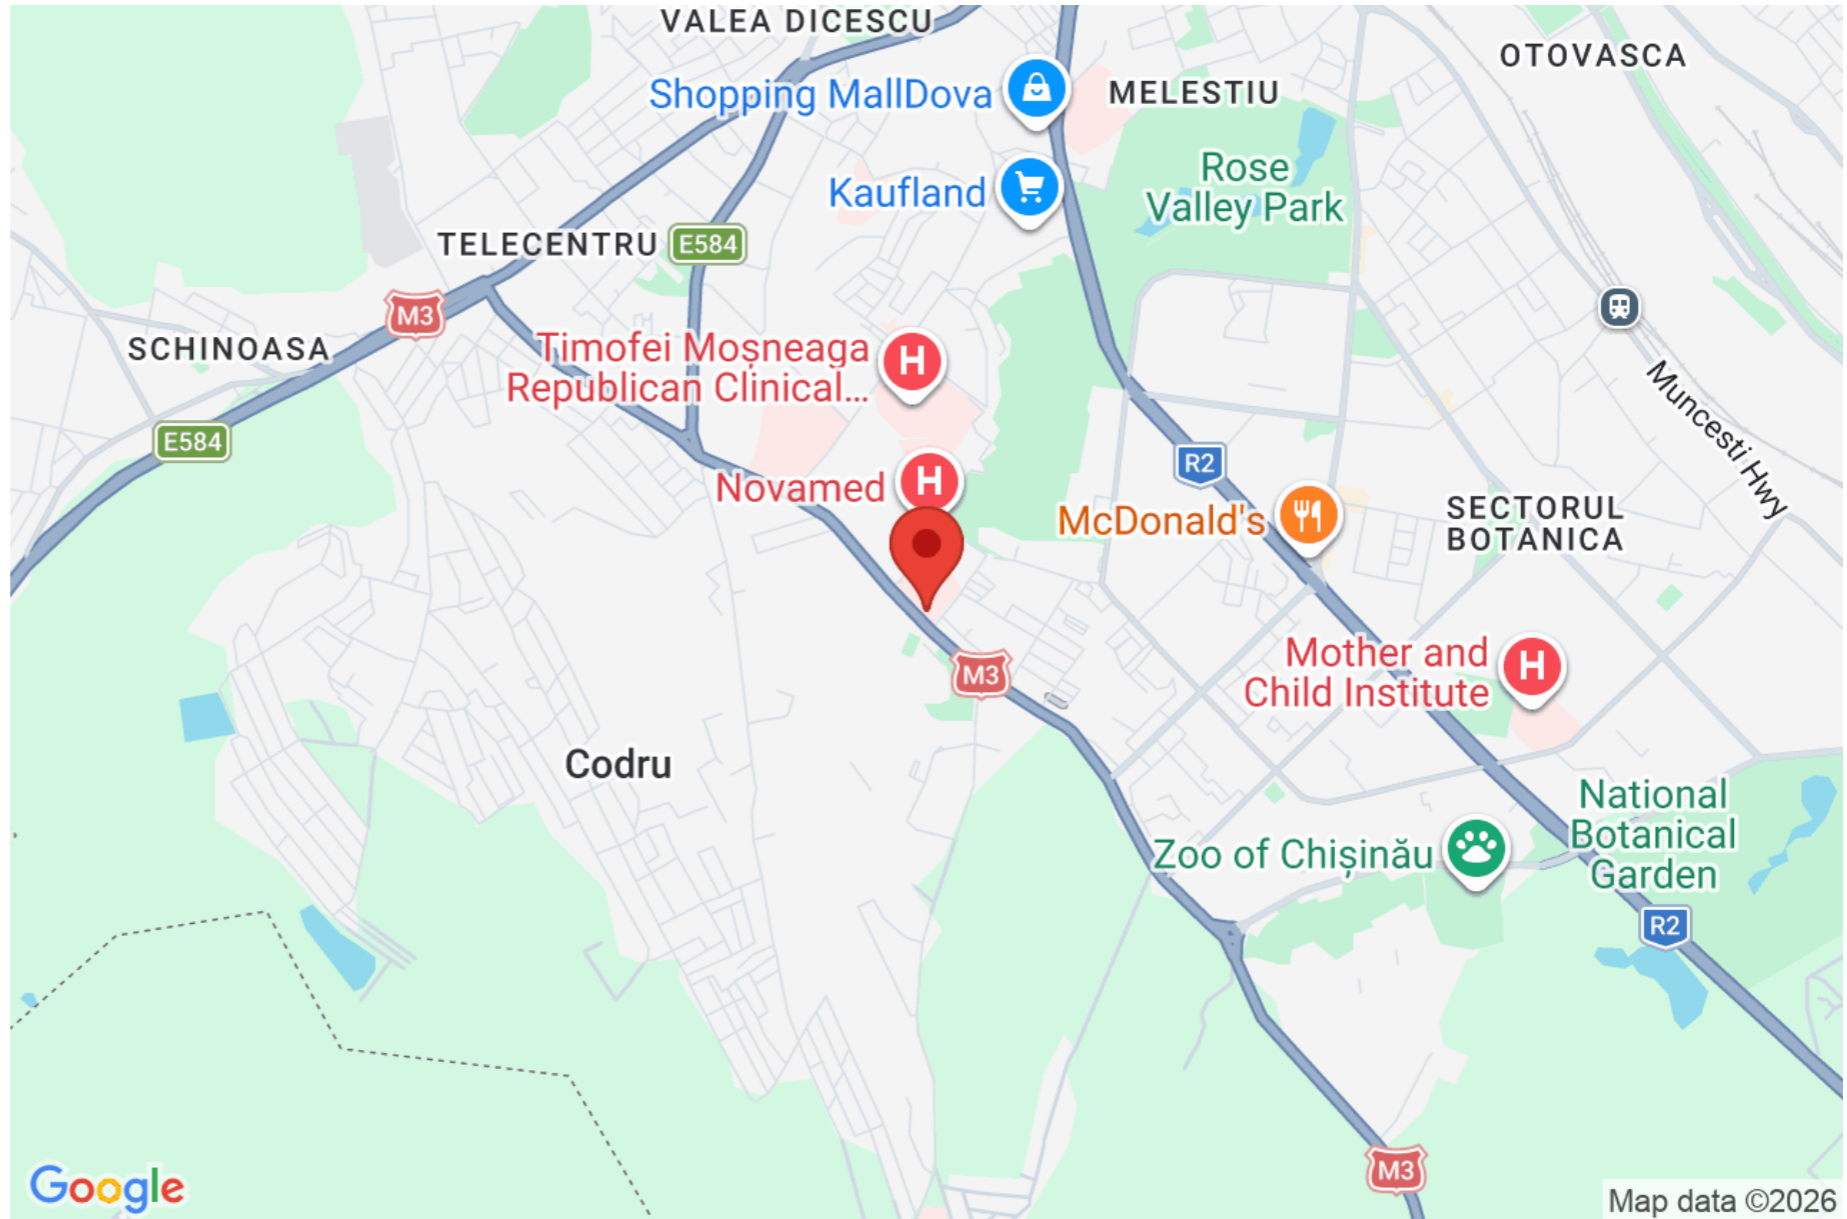 VALEA DICESCU
OTOVASCA
Shopping MallDova
MELESTIU
Rose
Valley Park
Kaufland
TELECENTRU
E584
M3
SCHINOASA
Timofei Moșneaga
Republican Clinical...
E584
Muncesti Hwy
R2
Novamed
McDonald's
SECTORUL
BOTANICA
M3
Mother and
Child Institute
Codru
National
Botanical
Garden
Zoo of Chișinău
R2
M3
Google
Map data ©2026